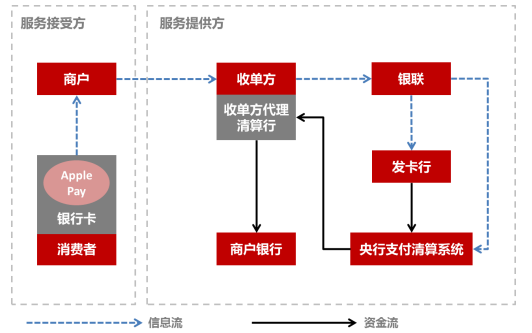 服务接受方
服务提供方
商户
收单方
银联
收单方代理
清算行
Apple
Pay
银行卡
消费者
发卡行
商户银行
央行支付清算系统
信息流
资金流